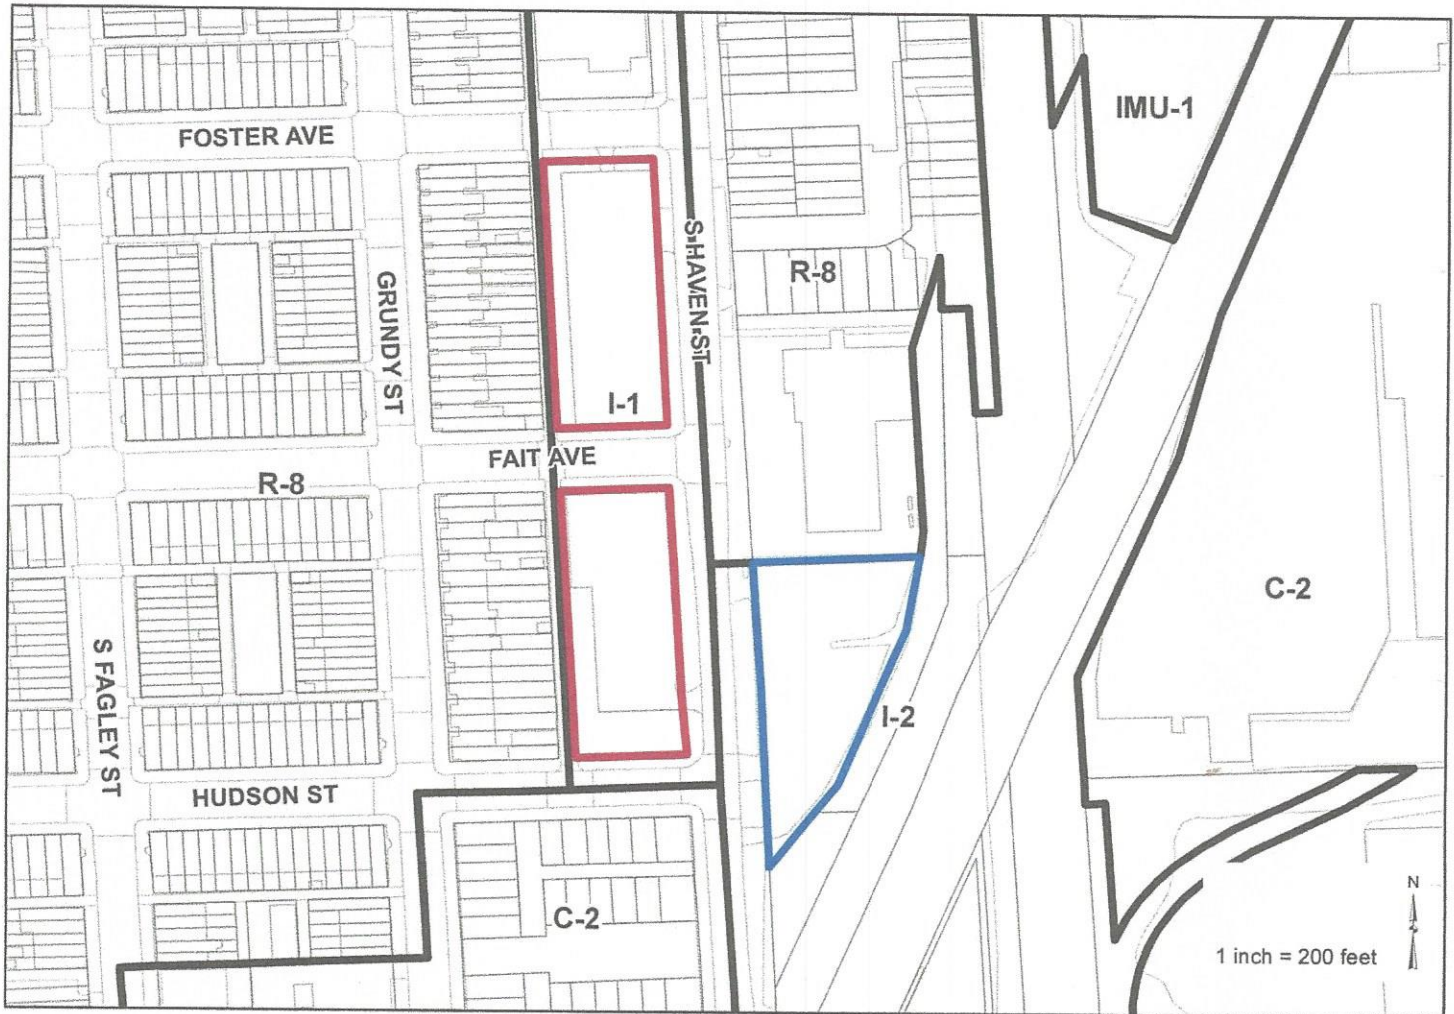 IMU-1
FOSTER AVE
S HAVEN ST
R-8
GRUNDY ST
I-1
FAIT AVE
R-8
C-2
S FAGLEY ST
I-2
HUDSON ST
C-2
N
1 inch = 200 feet